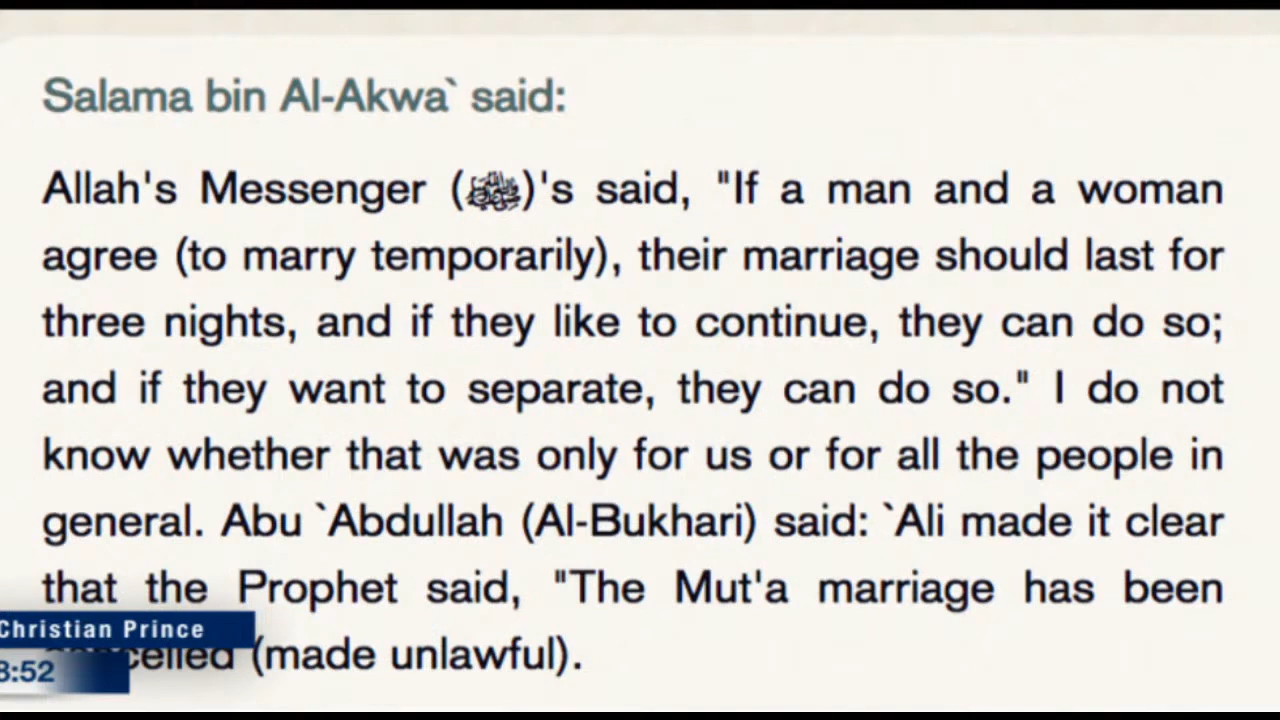 Salama bin Al-Akwa` said:
Allah's Messenger (ﷺ)'s said, "If a man and a woman
agree (to marry temporarily), their marriage should last for
three nights, and if they like to continue, they can do so;
and if they want to separate, they can do so." I do not
know whether that was only for us or for all the people in
general. Abu `Abdullah (Al-Bukhari) said: `Ali made it clear
that the Prophet said, "The Mut'a marriage has been
cancelled (made unlawful).
Christian Prince
8:52